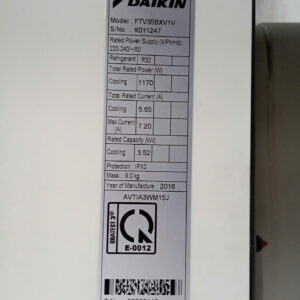 DAIKIN
Model : FTV35BXV1V
S/No : K011247
Rated Power Supply (V/Ph/Hz)
220-240/~/50
Refrigerant R32
Total Rated Power (W)
Cooling 1170
Total Rated Current (A)
Cooling 5.65
Max.Current (A) 7.20
Rated Capacity (kW)
Cooling 3.52
Protection : IPX0
Mass : 9.0 kg
Year of Manufacture : 2016
AVTIA3WM15J
QUATEST 3
E-0012